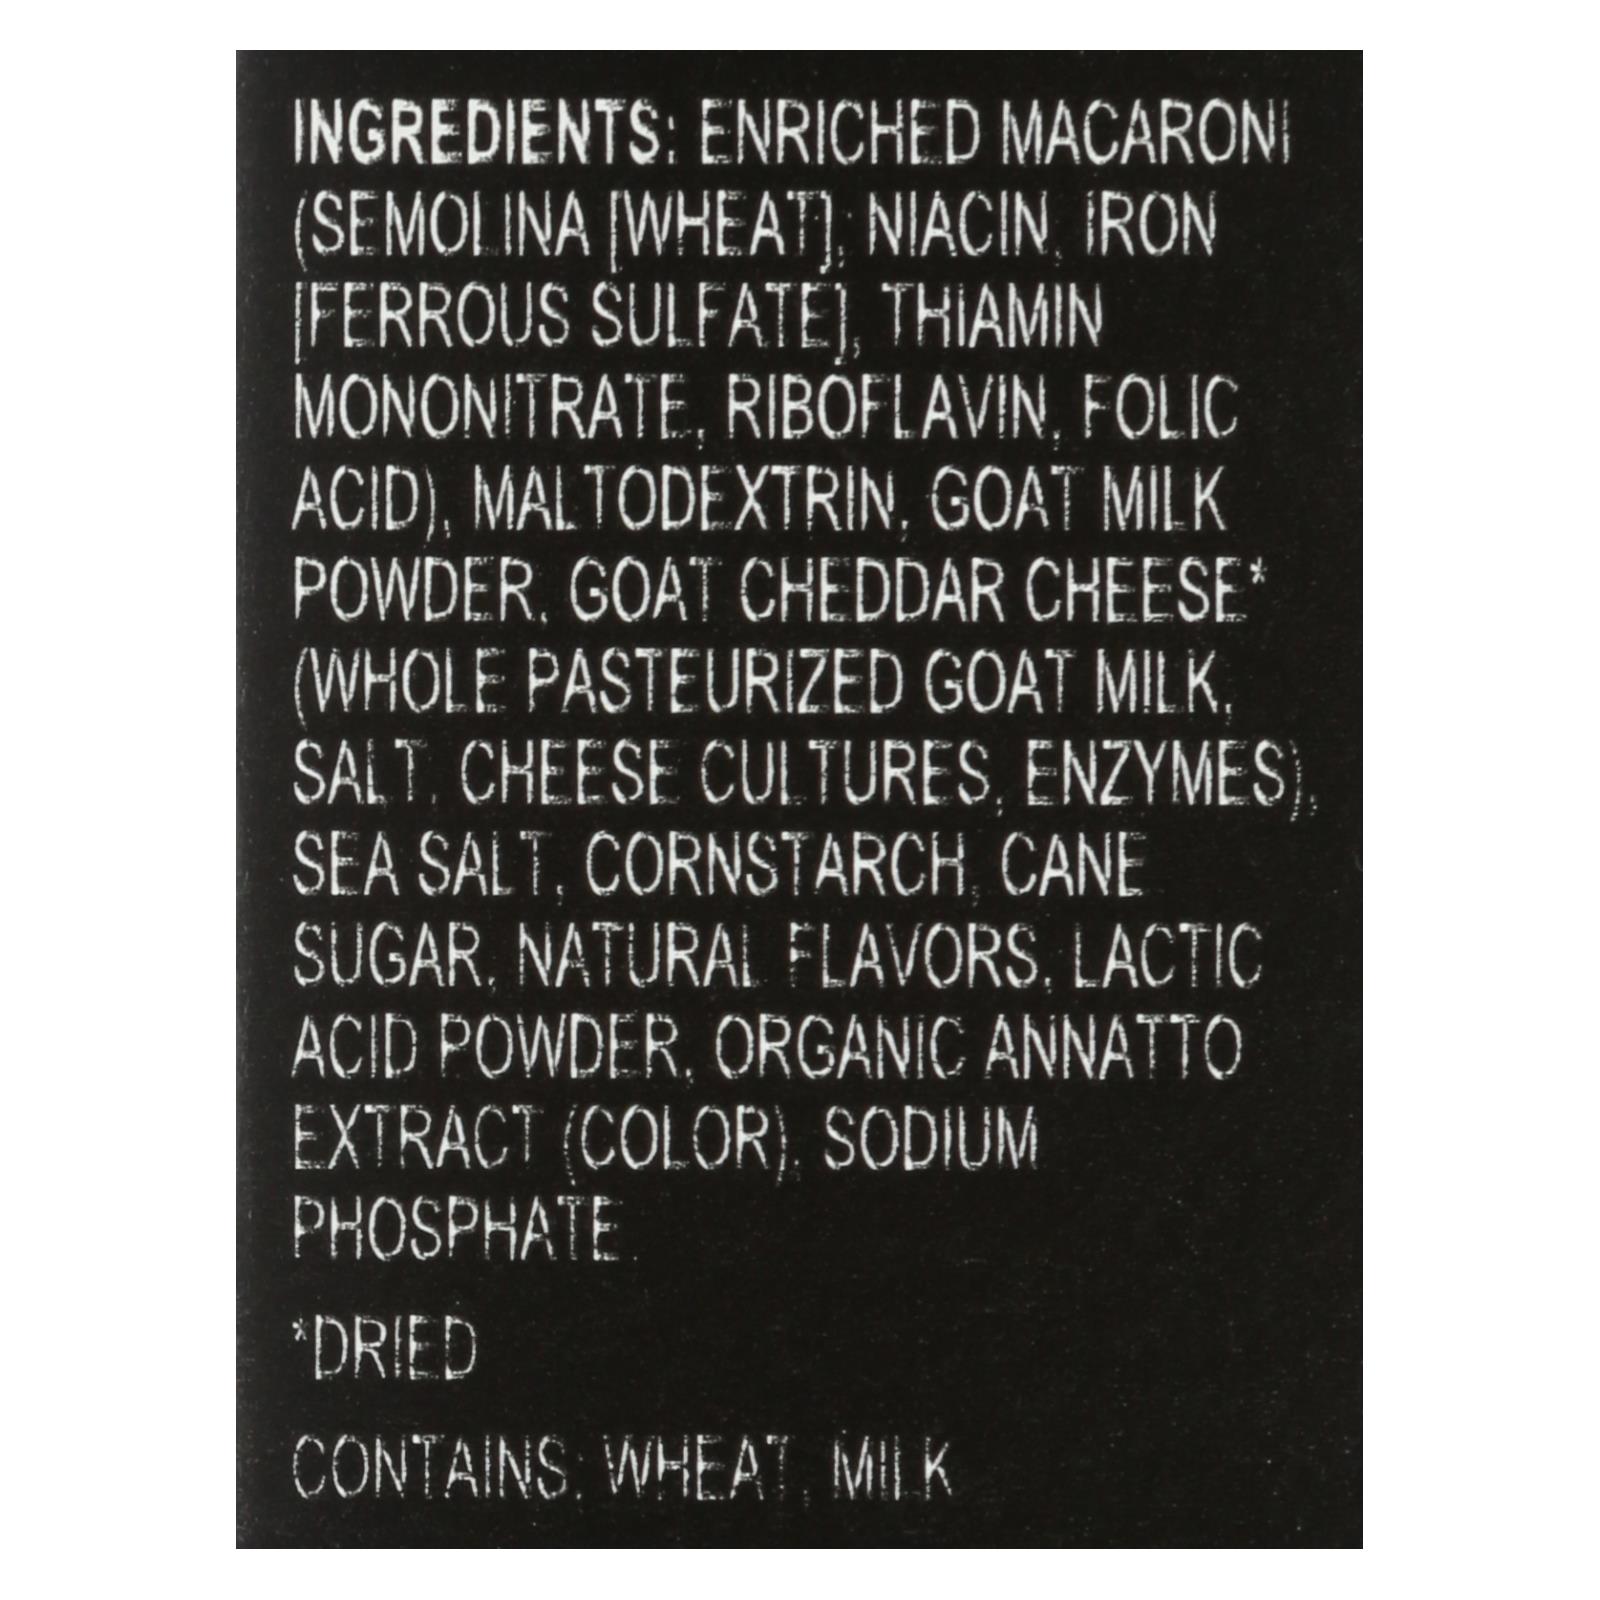 INGREDIENTS: ENRICHED MACARONI
(SEMOLINA [WHEAT], NIACIN, IRON
[FERROUS SULFATE], THIAMIN
MONONITRATE, RIBOFLAVIN, FOLIC
ACID), MALTODEXTRIN, GOAT MILK
POWDER, GOAT CHEDDAR CHEESE*
(WHOLE PASTEURIZED GOAT MILK,
SALT, CHEESE CULTURES, ENZYMES),
SEA SALT, CORNSTARCH, CANE
SUGAR, NATURAL FLAVORS, LACTIC
ACID POWDER, ORGANIC ANNATTO
EXTRACT (COLOR), SODIUM
PHOSPHATE.
*DRIED
CONTAINS: WHEAT, MILK